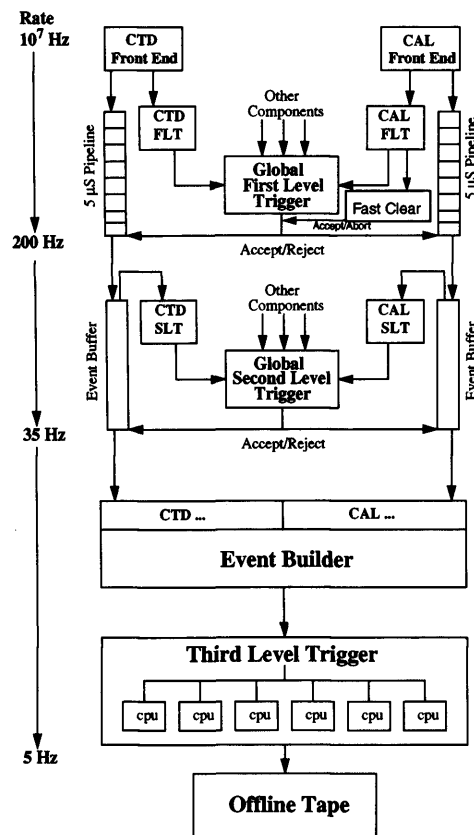 Rate
10⁷ Hz
CTD
Front End
CAL
Front End
Other
Components
CTD
FLT
CAL
FLT
5 μS Pipeline
5 μS Pipeline
Global
First Level
Trigger
Fast Clear
Accept/Abort
200 Hz
Accept/Reject
Other
Components
CTD
SLT
CAL
SLT
Event Buffer
Event Buffer
Global
Second Level
Trigger
35 Hz
Accept/Reject
CTD ...
CAL ...
Event Builder
Third Level Trigger
cpu cpu cpu cpu cpu cpu
5 Hz
Offline Tape